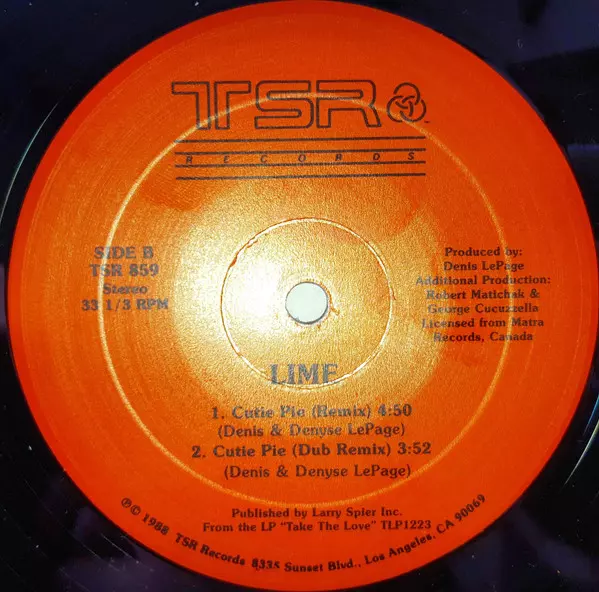 TSR
RECORDS
SIDE B
TSR 859
Stereo
33 1/3 RPM
Produced by:
Denis LePage
Additional Production:
Robert Matichak &
George Cucuzzella
Licensed from Matra
Records, Canada
LIME
1. Cutie Pie (Remix) 4:50
(Denis & Denyse LePage)
2. Cutie Pie (Dub Remix) 3:52
(Denis & Denyse LePage)
Published by Larry Spier Inc.
From the LP "Take The Love" TLP1223
℗© 1988 TSR Records 8335 Sunset Blvd., Los Angeles, CA 90069